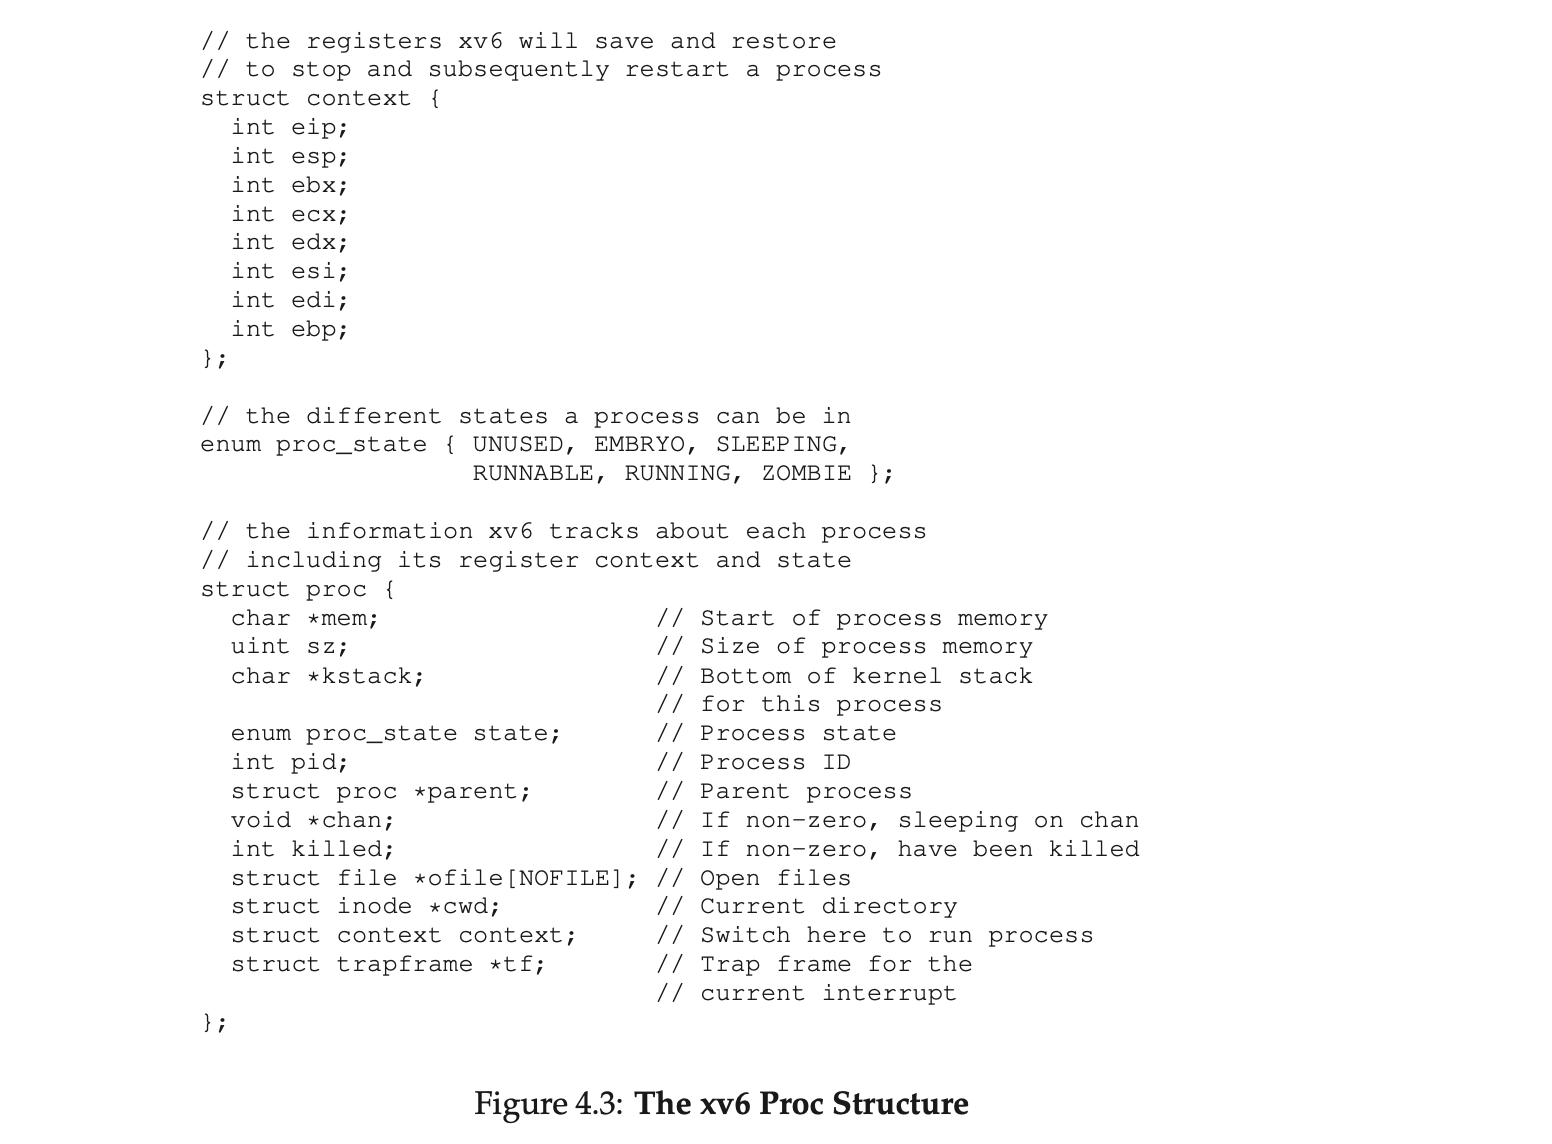 // the registers xv6 will save and restore
// to stop and subsequently restart a process
struct context {
  int eip;
  int esp;
  int ebx;
  int ecx;
  int edx;
  int esi;
  int edi;
  int ebp;
};
// the different states a process can be in
enum proc_state { UNUSED, EMBRYO, SLEEPING,
                  RUNNABLE, RUNNING, ZOMBIE };
// the information xv6 tracks about each process
// including its register context and state
struct proc {
  char *mem;                  // Start of process memory
  uint sz;                    // Size of process memory
  char *kstack;               // Bottom of kernel stack
                              // for this process
  enum proc_state state;      // Process state
  int pid;                    // Process ID
  struct proc *parent;        // Parent process
  void *chan;                 // If non-zero, sleeping on chan
  int killed;                 // If non-zero, have been killed
  struct file *ofile[NOFILE]; // Open files
  struct inode *cwd;          // Current directory
  struct context context;     // Switch here to run process
  struct trapframe *tf;       // Trap frame for the
                              // current interrupt
};
Figure 4.3: The xv6 Proc Structure